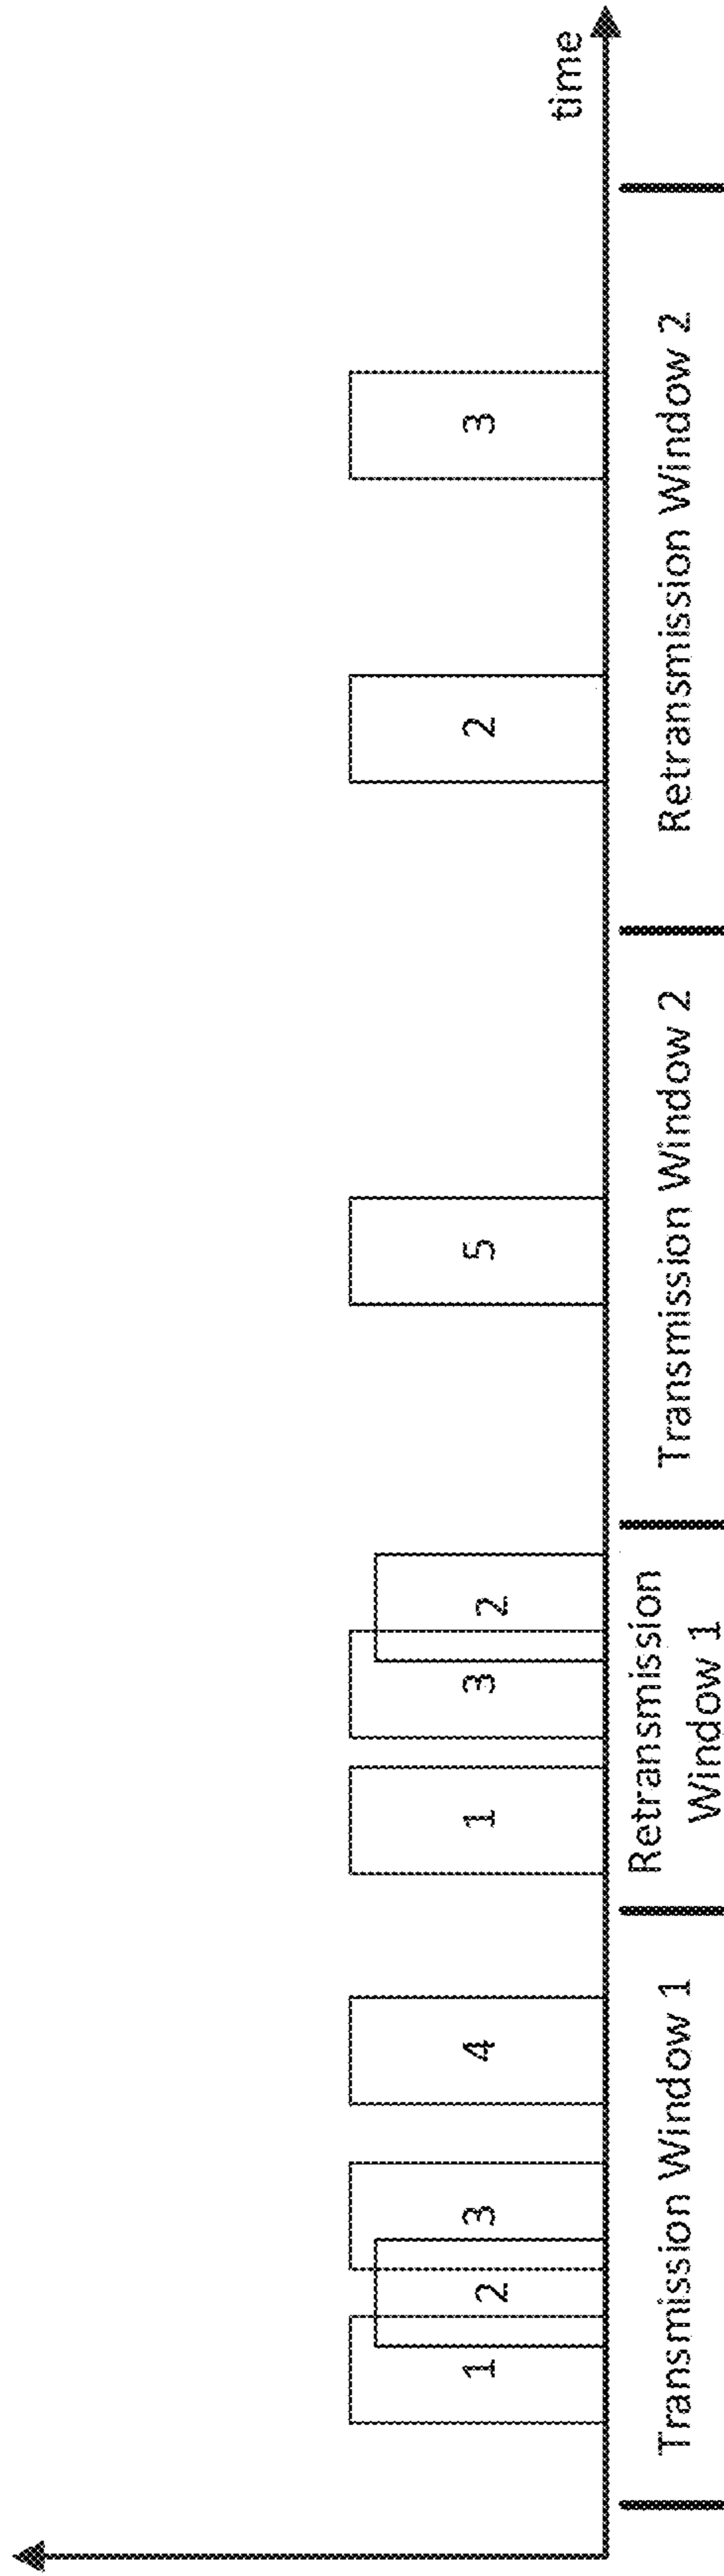 1
2
3
4
1
3
2
5
2
3
time
Transmission Window 1
Retransmission
Window 1
Transmission Window 2
Retransmission Window 2